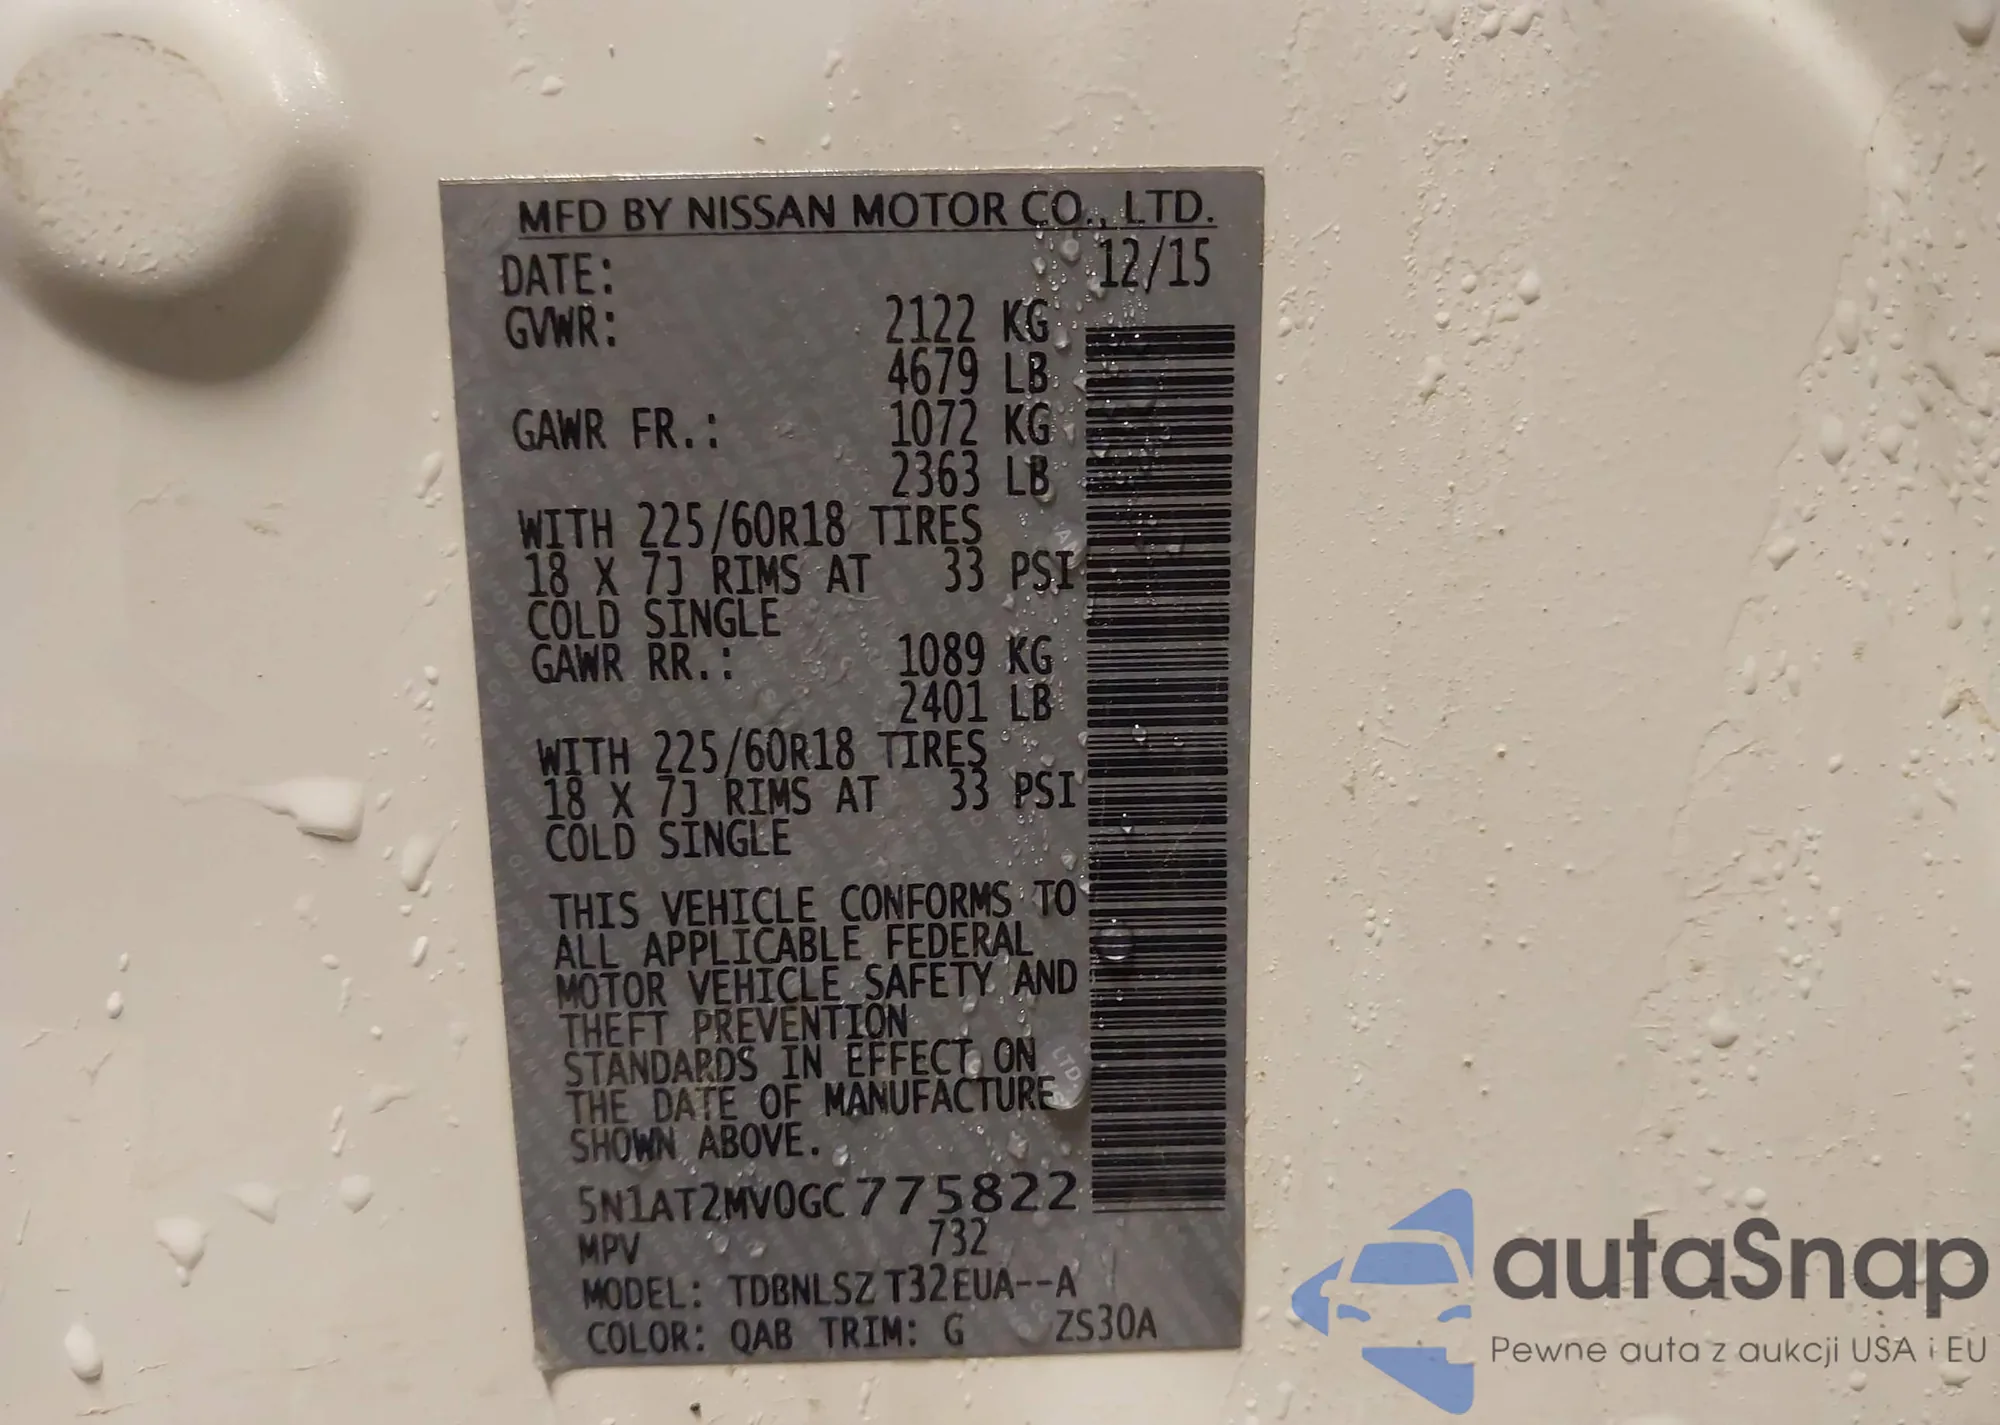 MFD BY NISSAN MOTOR CO., LTD.
DATE: 12/15
GVWR: 2122 KG
4679 LB
GAWR FR.: 1072 KG
2363 LB
WITH 225/60R18 TIRES
18 X 7J RIMS AT 33 PSI
COLD SINGLE
GAWR RR.: 1089 KG
2401 LB
WITH 225/60R18 TIRES
18 X 7J RIMS AT 33 PSI
COLD SINGLE
THIS VEHICLE CONFORMS TO
ALL APPLICABLE FEDERAL
MOTOR VEHICLE SAFETY AND
THEFT PREVENTION
STANDARDS IN EFFECT ON
THE DATE OF MANUFACTURE
SHOWN ABOVE.
5N1AT2MV0GC775822
MPV 732
MODEL: TDBNLSZ T32EUA--A
COLOR: QAB TRIM: G ZS30A
autaSnap
Pewne auta z aukcji USA i EU